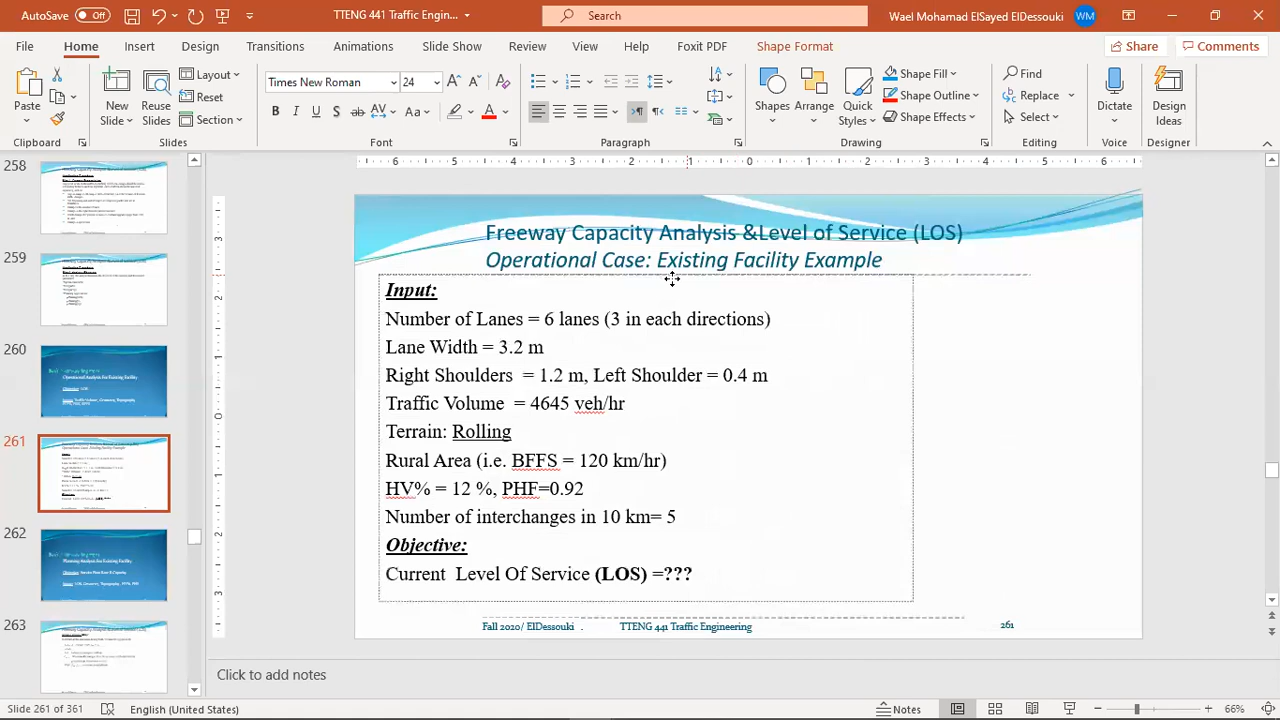 AutoSave Off TTENG 441 Traffic Engin... Search Wael Mohamad ElSayed ElDessouki WM
File Home Insert Design Transitions Animations Slide Show Review View Help Foxit PDF Shape Format Share Comments
Paste New Slide Reuse Slides Layout Reset Section
Times New Roman 24
Shapes Arrange Quick Styles Shape Fill Shape Outline Shape Effects
Find Replace Select Dictate Design Ideas
Clipboard Slides Font Paragraph Drawing Editing Voice Designer
258
259
260
261
262
263
Freeway Capacity Analysis &Level of Service (LOS)
Operational Case: Existing Facility Example
Input
Number of Lanes = 6 lanes (3 in each directions)
Lane Width = 3.2 m
Right Shoulder = 1.2 m, Left Shoulder = 0.4 m
Traffic Volume = 4645 veh/hr
Terrain: Rolling
Rural Area (i.e. BFFS = 120 km/hr)
HV% = 12 % =0.92
Number of interchanges in 10 km= 5
Objective:
Current Level Of Service (LOS) =???
Fall 2020/ ElDessouki TTENG 441 Traffic Engineering 261
Click to add notes
Slide 261 of 361 English (United States) Notes 66%